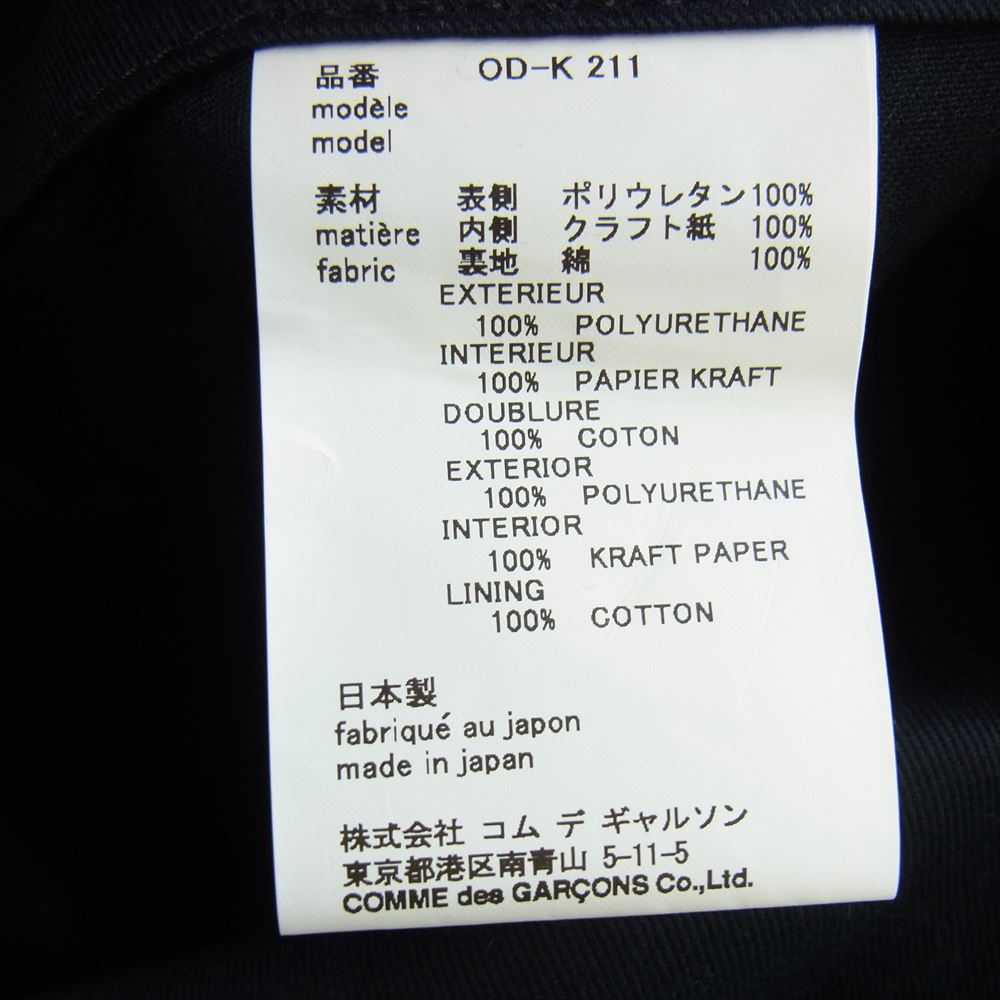 品番 OD-K 211
modèle
model
素材 表側 ポリウレタン100%
matière 内側 クラフト紙 100%
fabric 裏地 綿 100%
EXTERIEUR
100% POLYURETHANE
INTERIEUR
100% PAPIER KRAFT
DOUBLURE
100% COTON
EXTERIOR
100% POLYURETHANE
INTERIOR
100% KRAFT PAPER
LINING
100% COTTON
日本製
fabriqué au japon
made in japan
株式会社 コム デ ギャルソン
東京都港区南青山 5-11-5
COMME des GARÇONS Co.,Ltd.